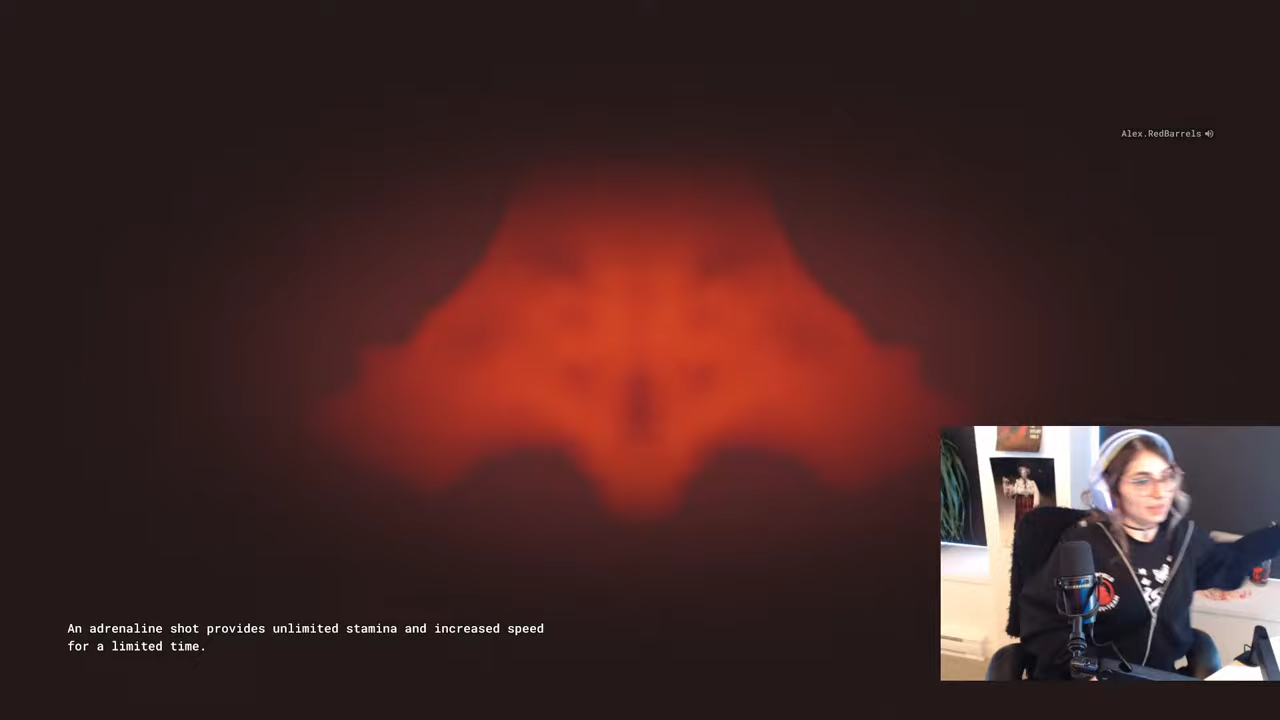 Alex.RedBarrels
An adrenaline shot provides unlimited stamina and increased speed
for a limited time.